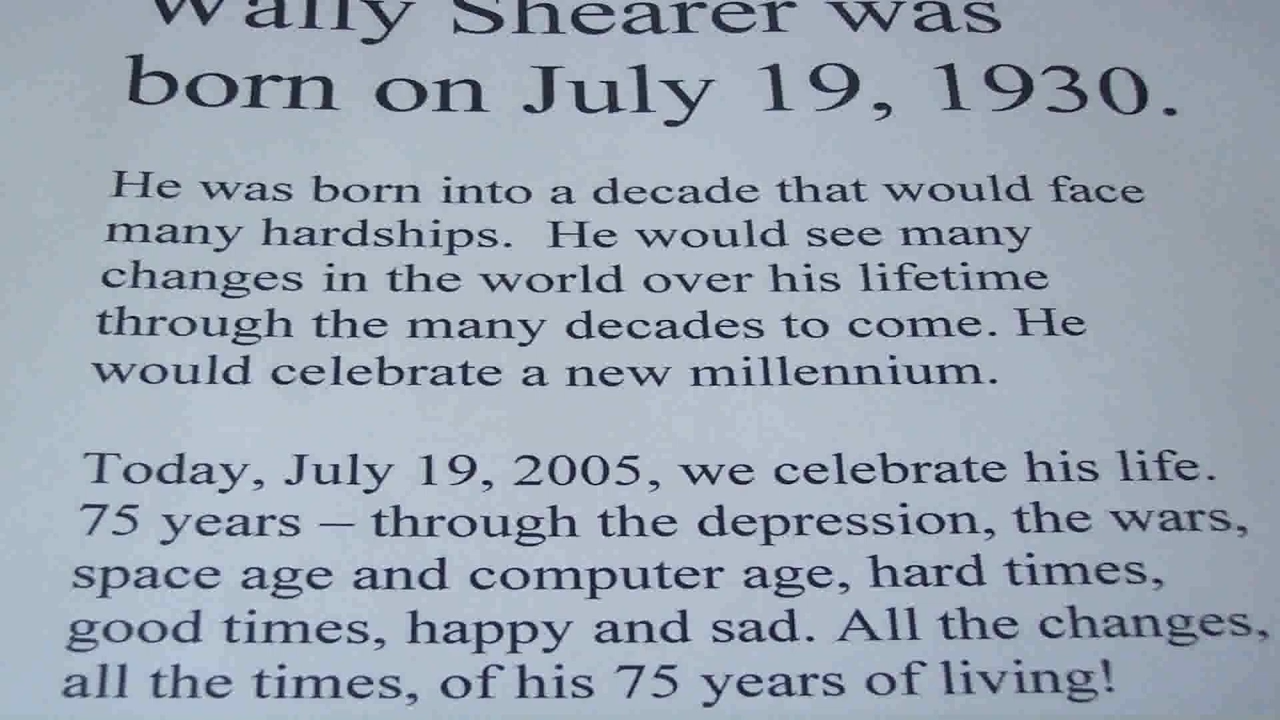 Wally Shearer was
born on July 19, 1930.
He was born into a decade that would face
many hardships. He would see many
changes in the world over his lifetime
through the many decades to come. He
would celebrate a new millennium.
Today, July 19, 2005, we celebrate his life.
75 years – through the depression, the wars,
space age and computer age, hard times,
good times, happy and sad. All the changes,
all the times, of his 75 years of living!